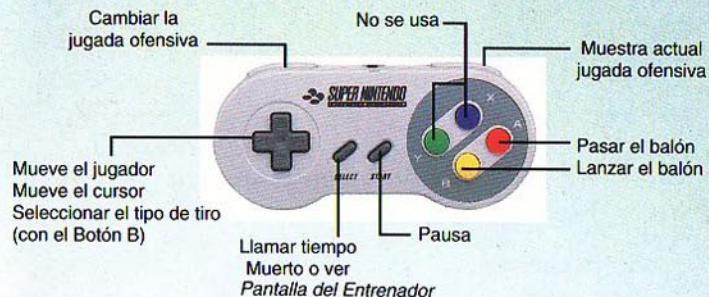 Cambiar la
jugada ofensiva
No se usa
Muestra actual
jugada ofensiva
SUPER NINTENDO
X
A
Y
B
SELECT
START
Pasar el balón
Lanzar el balón
Mueve el jugador
Mueve el cursor
Seleccionar el tipo de tiro
(con el Botón B)
Pausa
Llamar tiempo
Muerto o ver
Pantalla del Entrenador